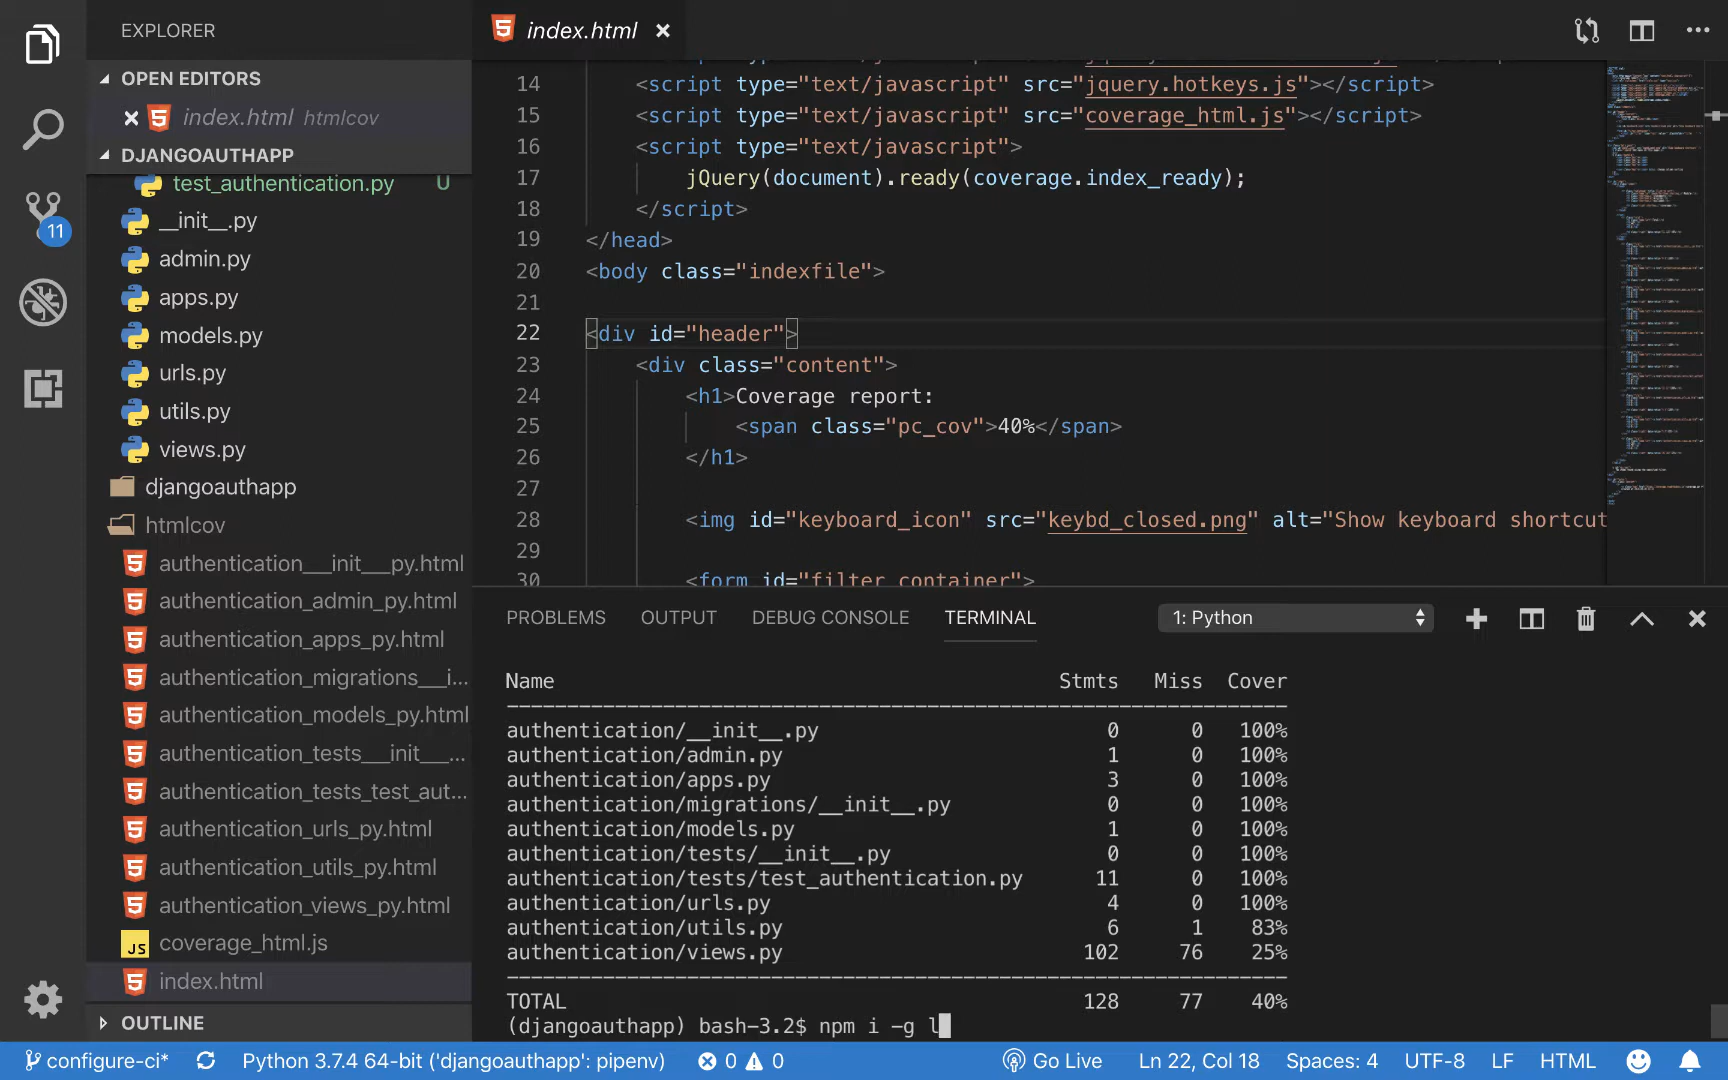 EXPLORER
OPEN EDITORS
index.html htmlcov
DJANGOAUTHAPP
test_authentication.py U
__init__.py
admin.py
apps.py
models.py
urls.py
utils.py
views.py
djangoauthapp
htmlcov
authentication___init___py.html
authentication_admin_py.html
authentication_apps_py.html
authentication_migrations___i...
authentication_models_py.html
authentication_tests___init___...
authentication_tests_test_aut...
authentication_urls_py.html
authentication_utils_py.html
authentication_views_py.html
JS coverage_html.js
index.html
OUTLINE
11
index.html
14 <script type="text/javascript" src="jquery.hotkeys.js"></script>
15 <script type="text/javascript" src="coverage_html.js"></script>
16 <script type="text/javascript">
17 jQuery(document).ready(coverage.index_ready);
18 </script>
19 </head>
20 <body class="indexfile">
21
22 <div id="header">
23 <div class="content">
24 <h1>Coverage report:
25 <span class="pc_cov">40%</span>
26 </h1>
27
28 <img id="keyboard_icon" src="keybd_closed.png" alt="Show keyboard shortcut
29
30 <form id="filter_container">
PROBLEMS OUTPUT DEBUG CONSOLE TERMINAL 1: Python
Name Stmts Miss Cover
-----------------------------------------------------------------
authentication/__init__.py 0 0 100%
authentication/admin.py 1 0 100%
authentication/apps.py 3 0 100%
authentication/migrations/__init__.py 0 0 100%
authentication/models.py 1 0 100%
authentication/tests/__init__.py 0 0 100%
authentication/tests/test_authentication.py 11 0 100%
authentication/urls.py 4 0 100%
authentication/utils.py 6 1 83%
authentication/views.py 102 76 25%
-----------------------------------------------------------------
TOTAL 128 77 40%
(djangoauthapp) bash-3.2$ npm i -g l
configure-ci* Python 3.7.4 64-bit ('djangoauthapp': pipenv) 0 0 Go Live Ln 22, Col 18 Spaces: 4 UTF-8 LF HTML